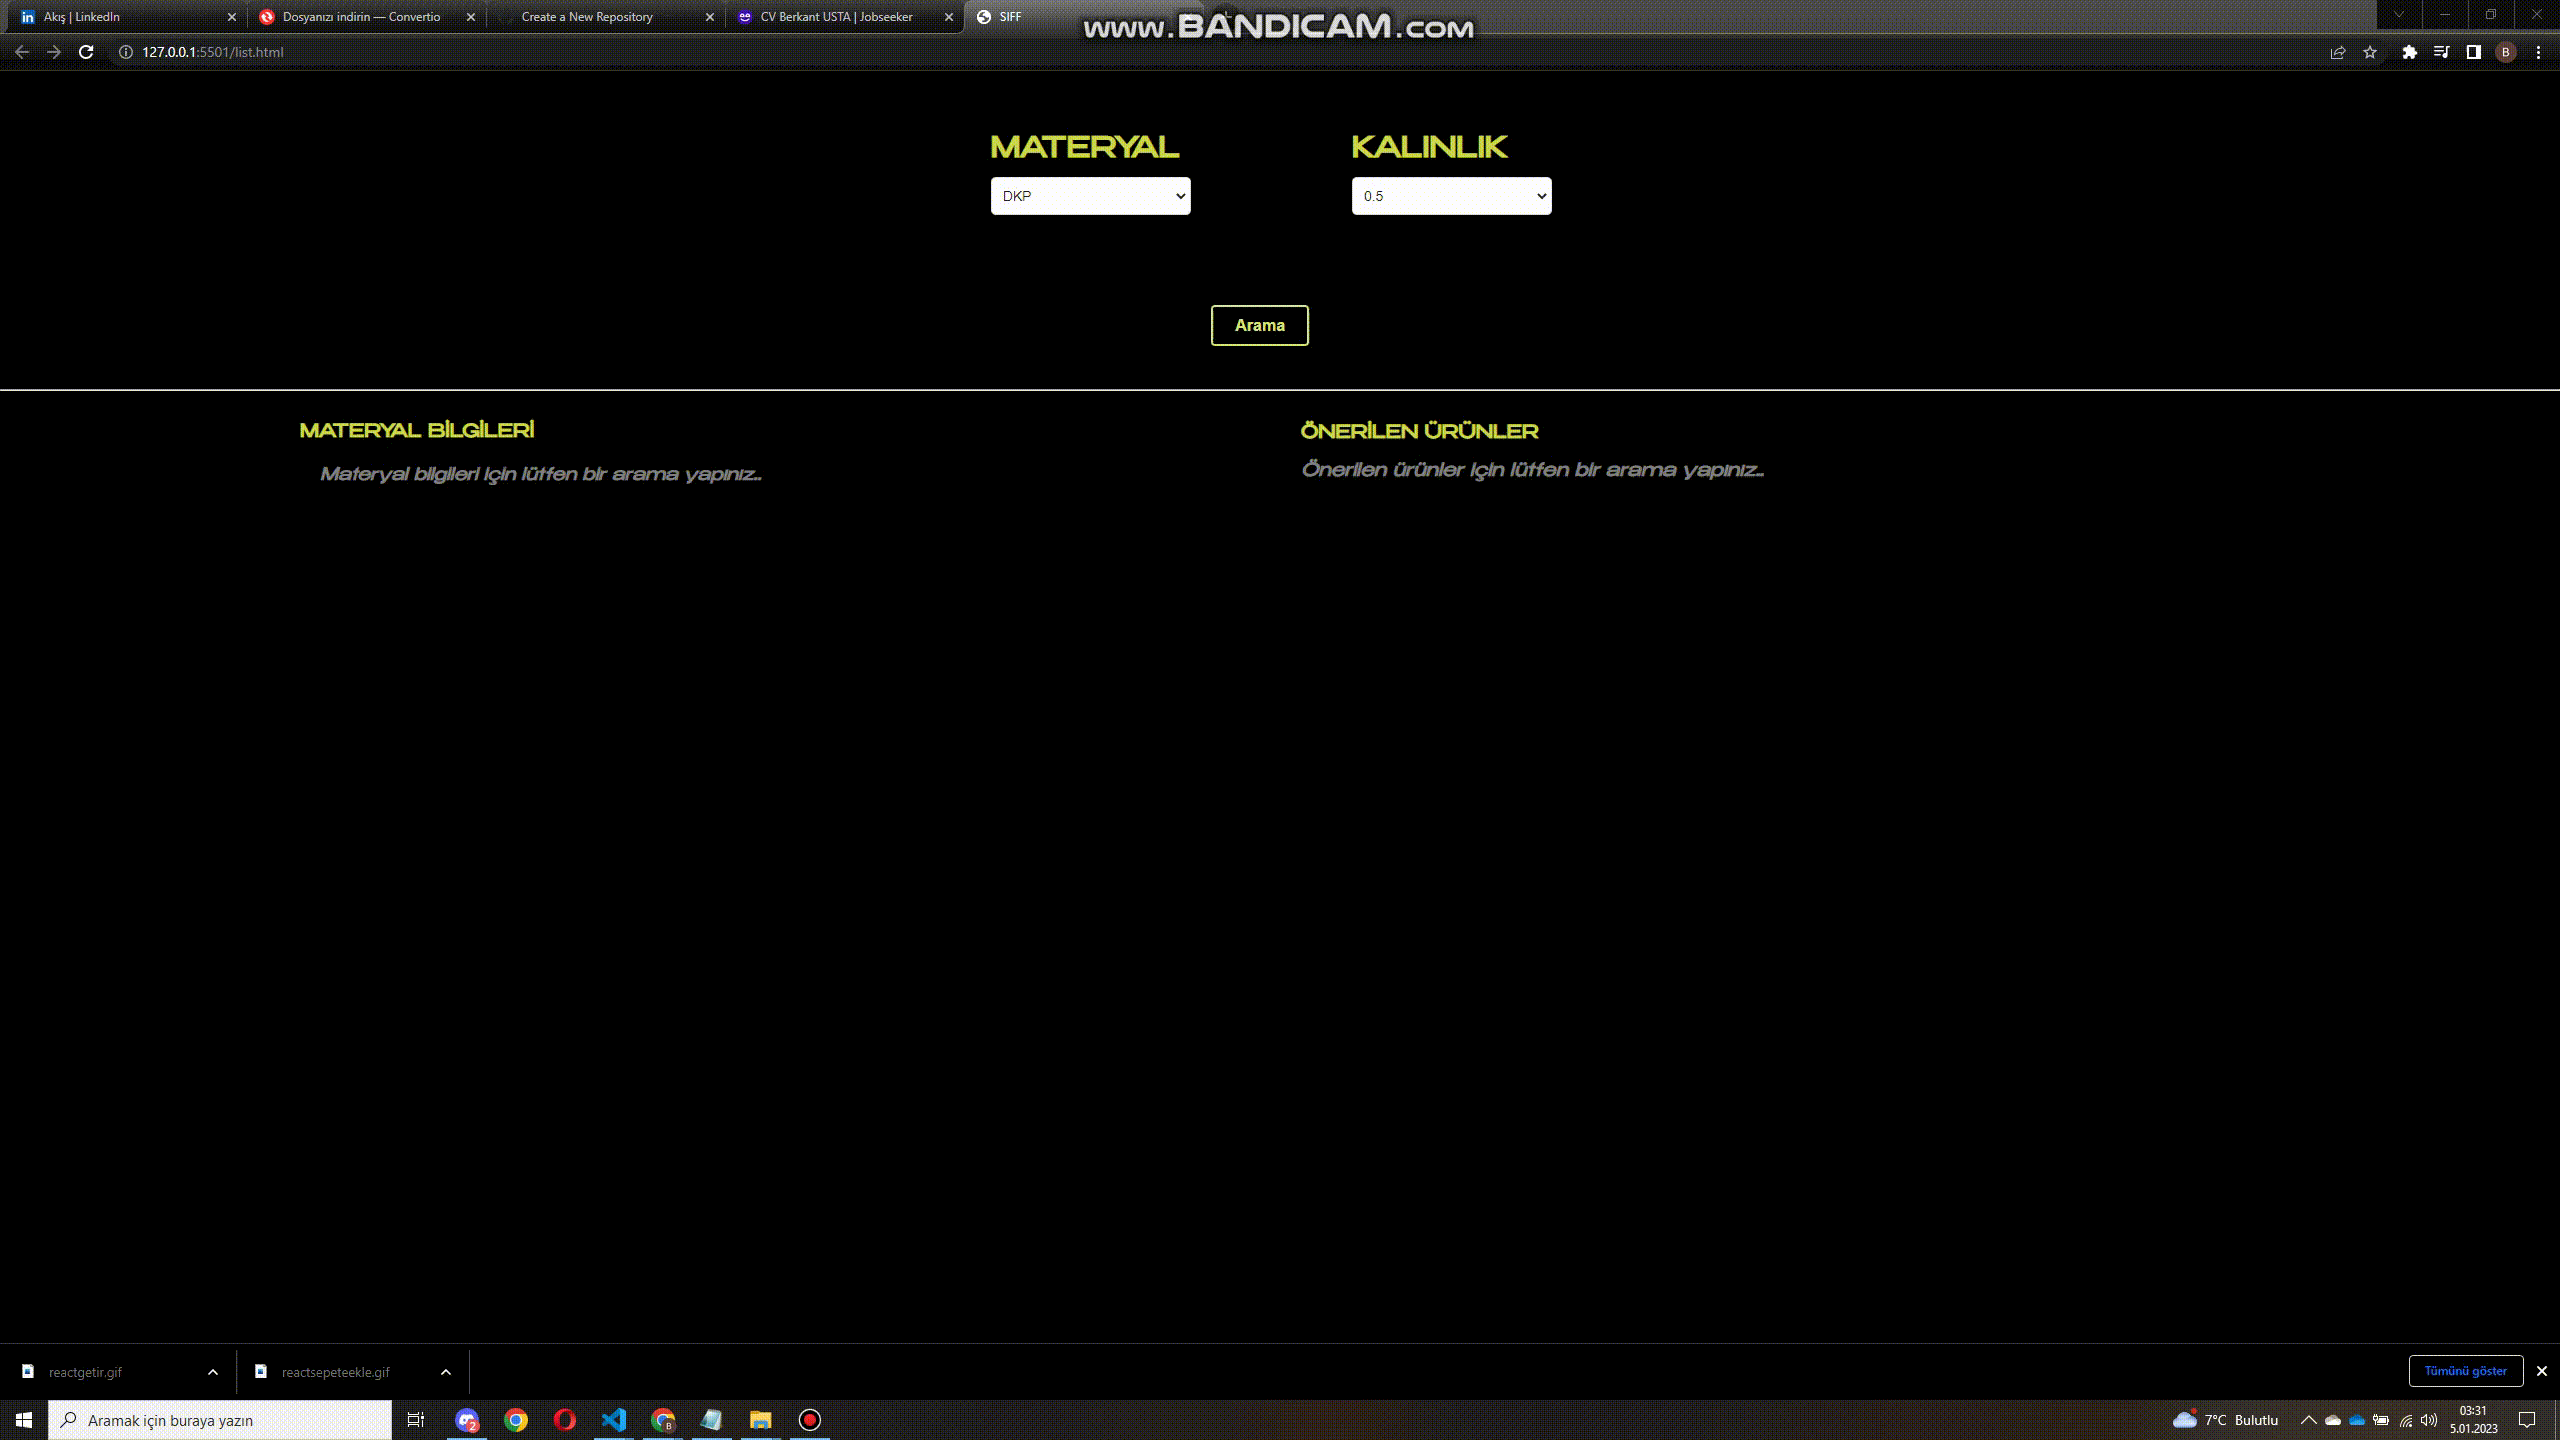 Akış | LinkedIn
Dosyanızı indirin — Convertio
Create a New Repository
CV Berkant USTA | Jobseeker
SIFF
www.BANDICAM.com
127.0.0.1:5501/list.html
B
MATERYAL
KALINLIK
DKP
0.5
Arama
MATERYAL BİLGİLERİ
ÖNERİLEN ÜRÜNLER
Materyal bilgileri için lütfen bir arama yapınız..
Önerilen ürünler için lütfen bir arama yapınız..
reactgetir.gif
reactsepeteekle.gif
Tümünü göster
Aramak için buraya yazın
2
B
7°C Bulutlu
03:31
5.01.2023